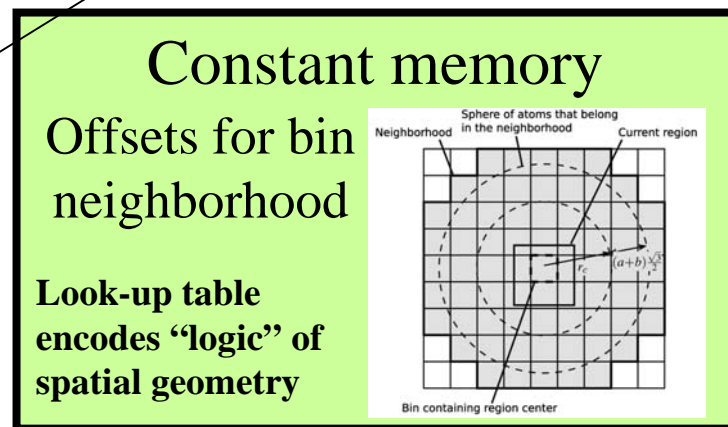 Constant memory
Offsets for bin
neighborhood
Look-up table
encodes “logic” of
spatial geometry
Sphere of atoms that belong
in the neighborhood
Neighborhood
Current region
r_c
(a+b)√3/2
Bin containing region center